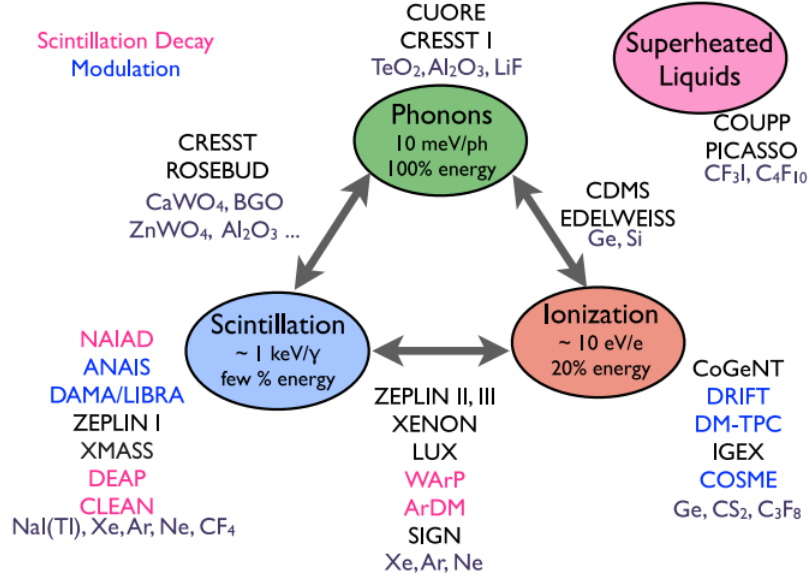 Scintillation Decay
Modulation
CUORE
CRESST I
TeO₂, Al₂O₃, LiF
Superheated
Liquids
COUPP
PICASSO
CF₃I, C₄F₁₀
Phonons
10 meV/ph
100% energy
CRESST
ROSEBUD
CaWO₄, BGO
ZnWO₄, Al₂O₃ ...
CDMS
EDELWEISS
Ge, Si
Scintillation
~ 1 keV/γ
few % energy
Ionization
~ 10 eV/e
20% energy
NAIAD
ANAIS
DAMA/LIBRA
ZEPLIN I
XMASS
DEAP
CLEAN
NaI(Tl), Xe, Ar, Ne, CF₄
ZEPLIN II, III
XENON
LUX
WArP
ArDM
SIGN
Xe, Ar, Ne
CoGeNT
DRIFT
DM-TPC
IGEX
COSME
Ge, CS₂, C₃F₈